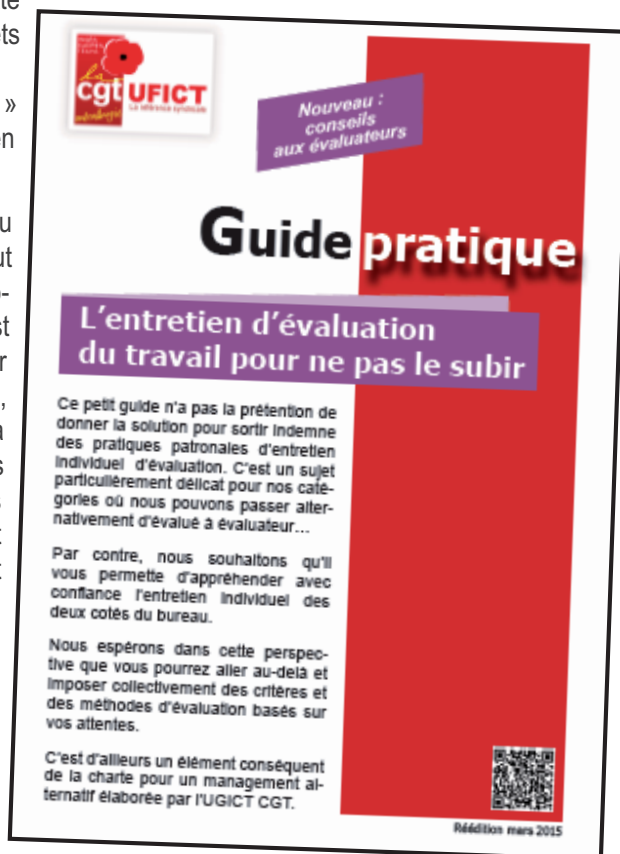 la
cgt UFICT
La référence syndicale
Nouveau :
conseils
aux évaluateurs
Guide pratique
L'entretien d'évaluation
du travail pour ne pas le subir
Ce petit guide n'a pas la prétention de
donner la solution pour sortir indemne
des pratiques patronales d'entretien
individuel d'évaluation. C'est un sujet
particulièrement délicat pour nos caté-
gories où nous pouvons passer alter-
nativement d'évalué à évaluateur...
Par contre, nous souhaitons qu'il
vous permette d'appréhender avec
confiance l'entretien individuel des
deux cotés du bureau.
Nous espérons dans cette perspec-
tive que vous pourrez aller au-delà et
imposer collectivement des critères et
des méthodes d'évaluation basés sur
vos attentes.
C'est d'ailleurs un élément conséquent
de la charte pour un management al-
ternatif élaborée par l'UGICT CGT.
Réédition mars 2015